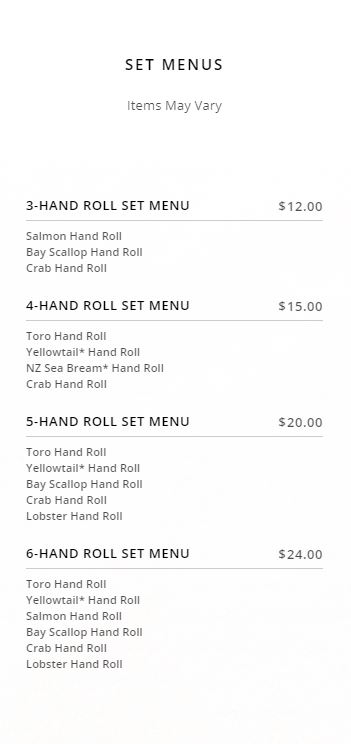 SET MENUS
Items May Vary
3-HAND ROLL SET MENU $12.00
Salmon Hand Roll
Bay Scallop Hand Roll
Crab Hand Roll
4-HAND ROLL SET MENU $15.00
Toro Hand Roll
Yellowtail* Hand Roll
NZ Sea Bream* Hand Roll
Crab Hand Roll
5-HAND ROLL SET MENU $20.00
Toro Hand Roll
Yellowtail* Hand Roll
Bay Scallop Hand Roll
Crab Hand Roll
Lobster Hand Roll
6-HAND ROLL SET MENU $24.00
Toro Hand Roll
Yellowtail* Hand Roll
Salmon Hand Roll
Bay Scallop Hand Roll
Crab Hand Roll
Lobster Hand Roll